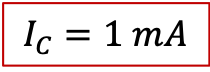 I_C = 1 mA